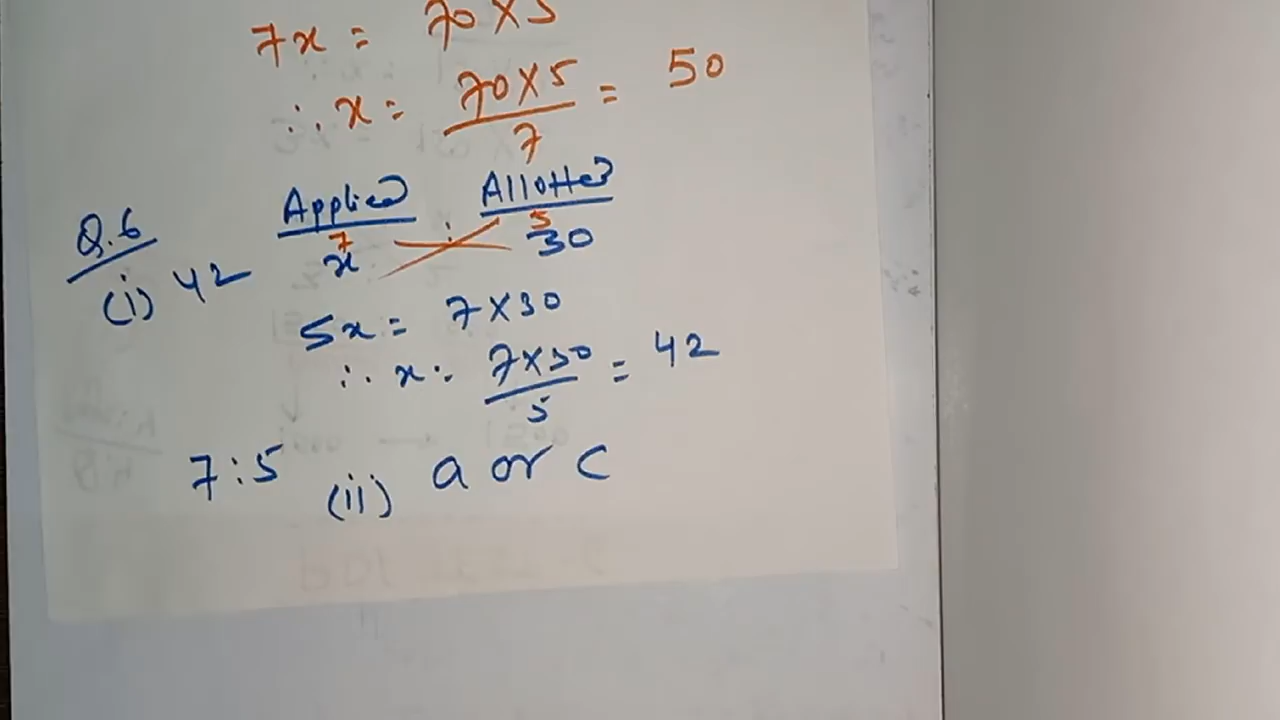 7x = 70 X 5
∴ x = 70 X 5 / 7 = 50
Q.6 Applied : Allotted
7 5
(i) 42 x 30
5x = 7 X 30
∴ x = 7 X 30 / 5 = 42
7:5 (ii) a or c